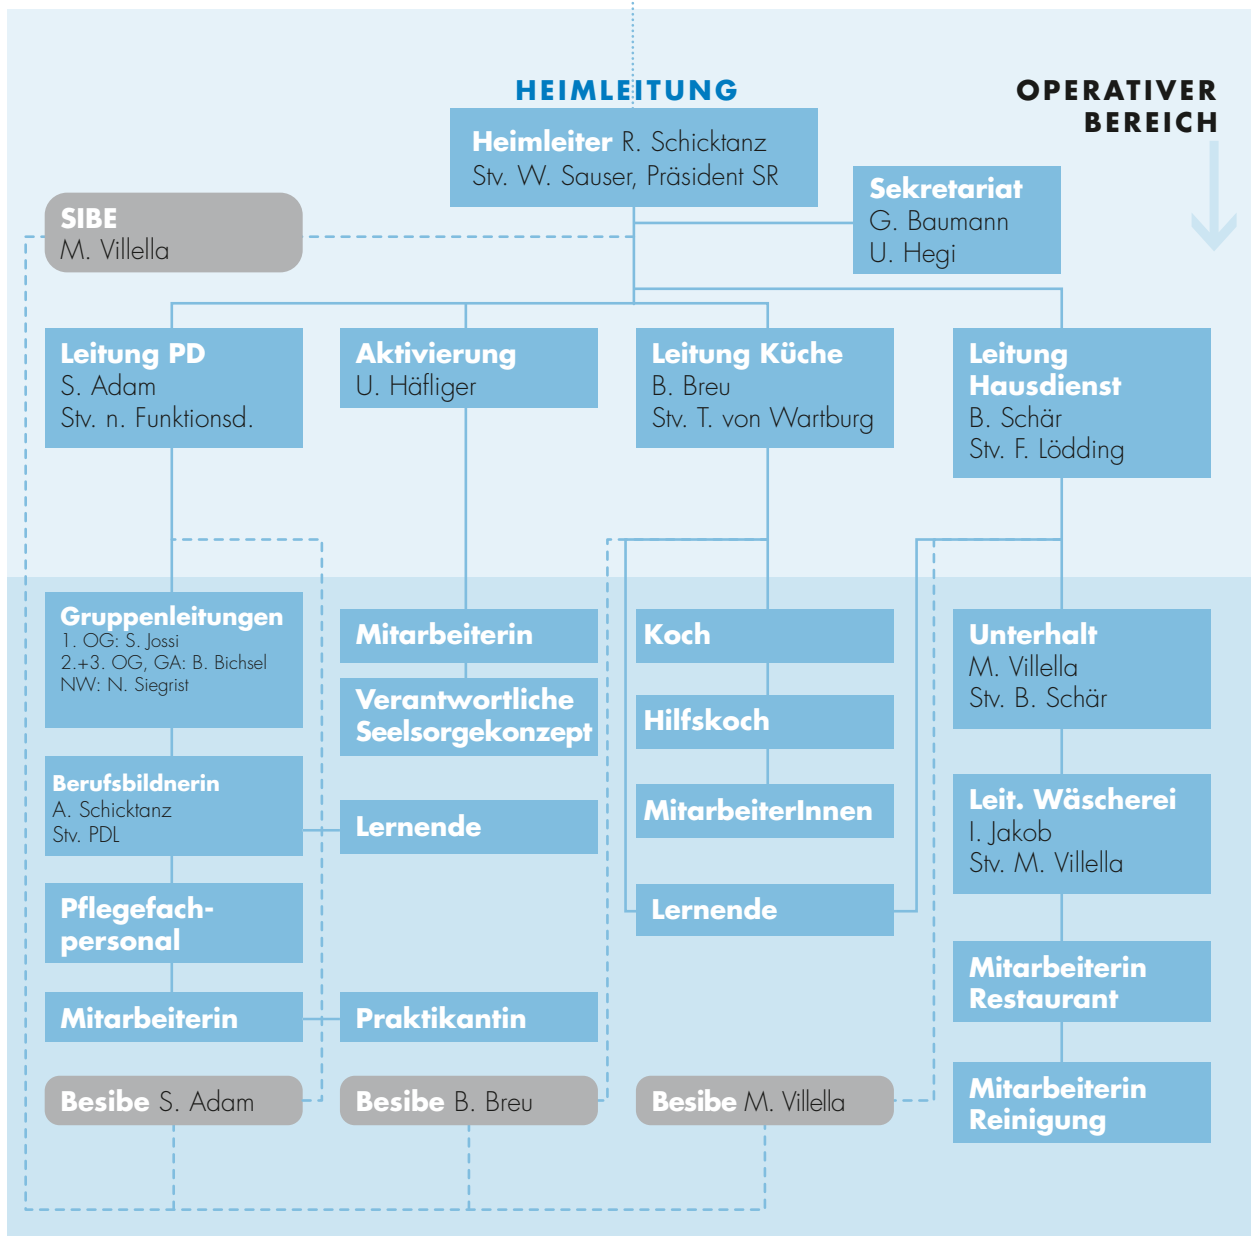 HEIMLEITUNG
OPERATIVER
BEREICH
Heimleiter R. Schicktanz
Stv. W. Sauser, Präsident SR
Sekretariat
G. Baumann
U. Hegi
SIBE
M. Villella
Leitung PD
S. Adam
Stv. n. Funktionsd.
Aktivierung
U. Häfliger
Leitung Küche
B. Breu
Stv. T. von Wartburg
Leitung
Hausdienst
B. Schär
Stv. F. Lödding
Gruppenleitungen
1. OG: S. Jossi
2.+3. OG, GA: B. Bichsel
NW: N. Siegrist
Mitarbeiterin
Verantwortliche
Seelsorgekonzept
Koch
Hilfskoch
MitarbeiterInnen
Unterhalt
M. Villella
Stv. B. Schär
Berufsbildnerin
A. Schicktanz
Stv. PDL
Lernende
Lernende
Leit. Wäscherei
I. Jakob
Stv. M. Villella
Pflegefach-
personal
Mitarbeiterin
Praktikantin
Mitarbeiterin
Restaurant
Mitarbeiterin
Reinigung
Besibe S. Adam
Besibe B. Breu
Besibe M. Villella